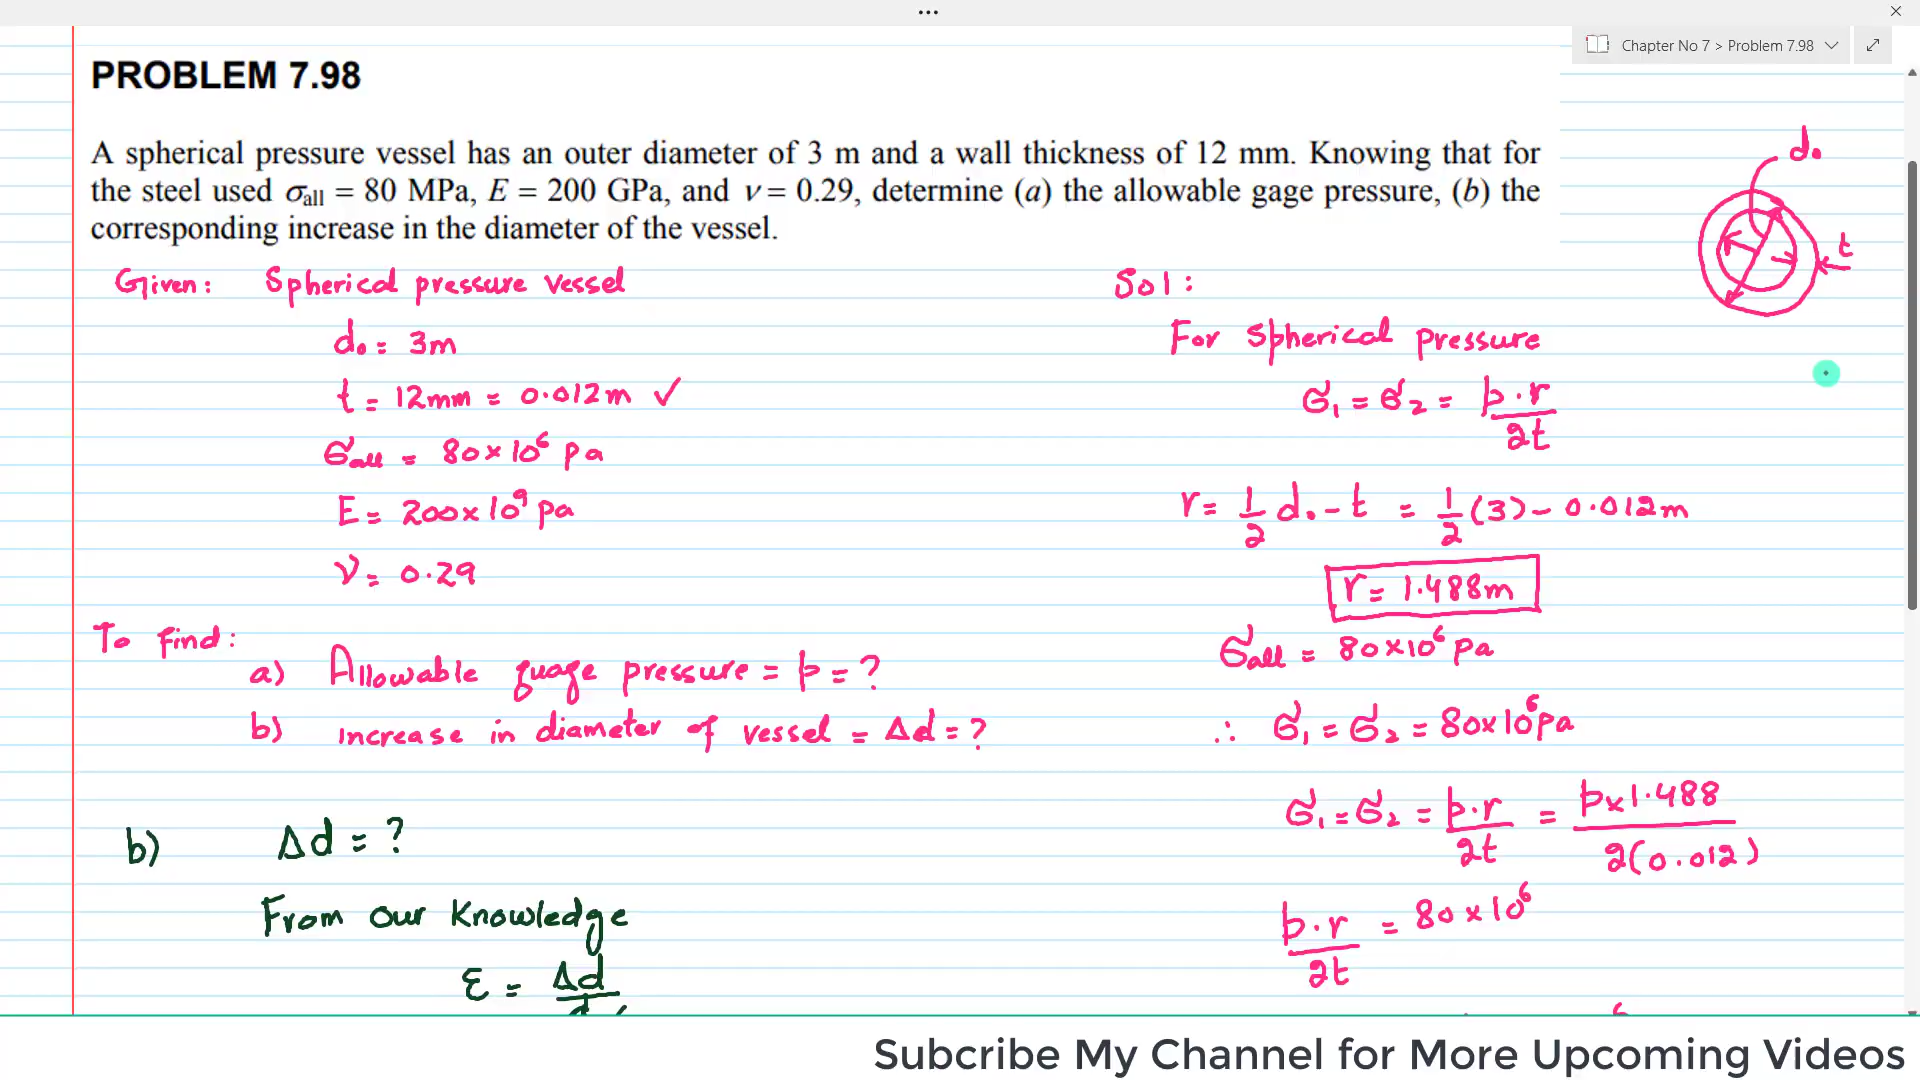 ...
Chapter No 7 > Problem 7.98
PROBLEM 7.98
A spherical pressure vessel has an outer diameter of 3 m and a wall thickness of 12 mm. Knowing that for
the steel used σall = 80 MPa, E = 200 GPa, and ν = 0.29, determine (a) the allowable gage pressure, (b) the
corresponding increase in the diameter of the vessel.
Given: Spherical pressure vessel
do = 3m
t = 12mm = 0.012m ✓
σall = 80×10⁶ pa
E = 200×10⁹ pa
ν = 0.29
To Find:
a) Allowable guage pressure = p = ?
b) increase in diameter of vessel = Δd = ?
b) Δd = ?
From our Knowledge
ε = Δd
do
t
Sol:
For Spherical pressure
σ₁ = σ₂ = p.r/2t
r = 1/2 do - t = 1/2 (3) - 0.012m
r = 1.488m
σall = 80×10⁶ pa
∴ σ₁ = σ₂ = 80×10⁶ pa
σ₁ = σ₂ = p.r/2t = p×1.488/2(0.012)
p.r/2t = 80×10⁶
Subcribe My Channel for More Upcoming Videos